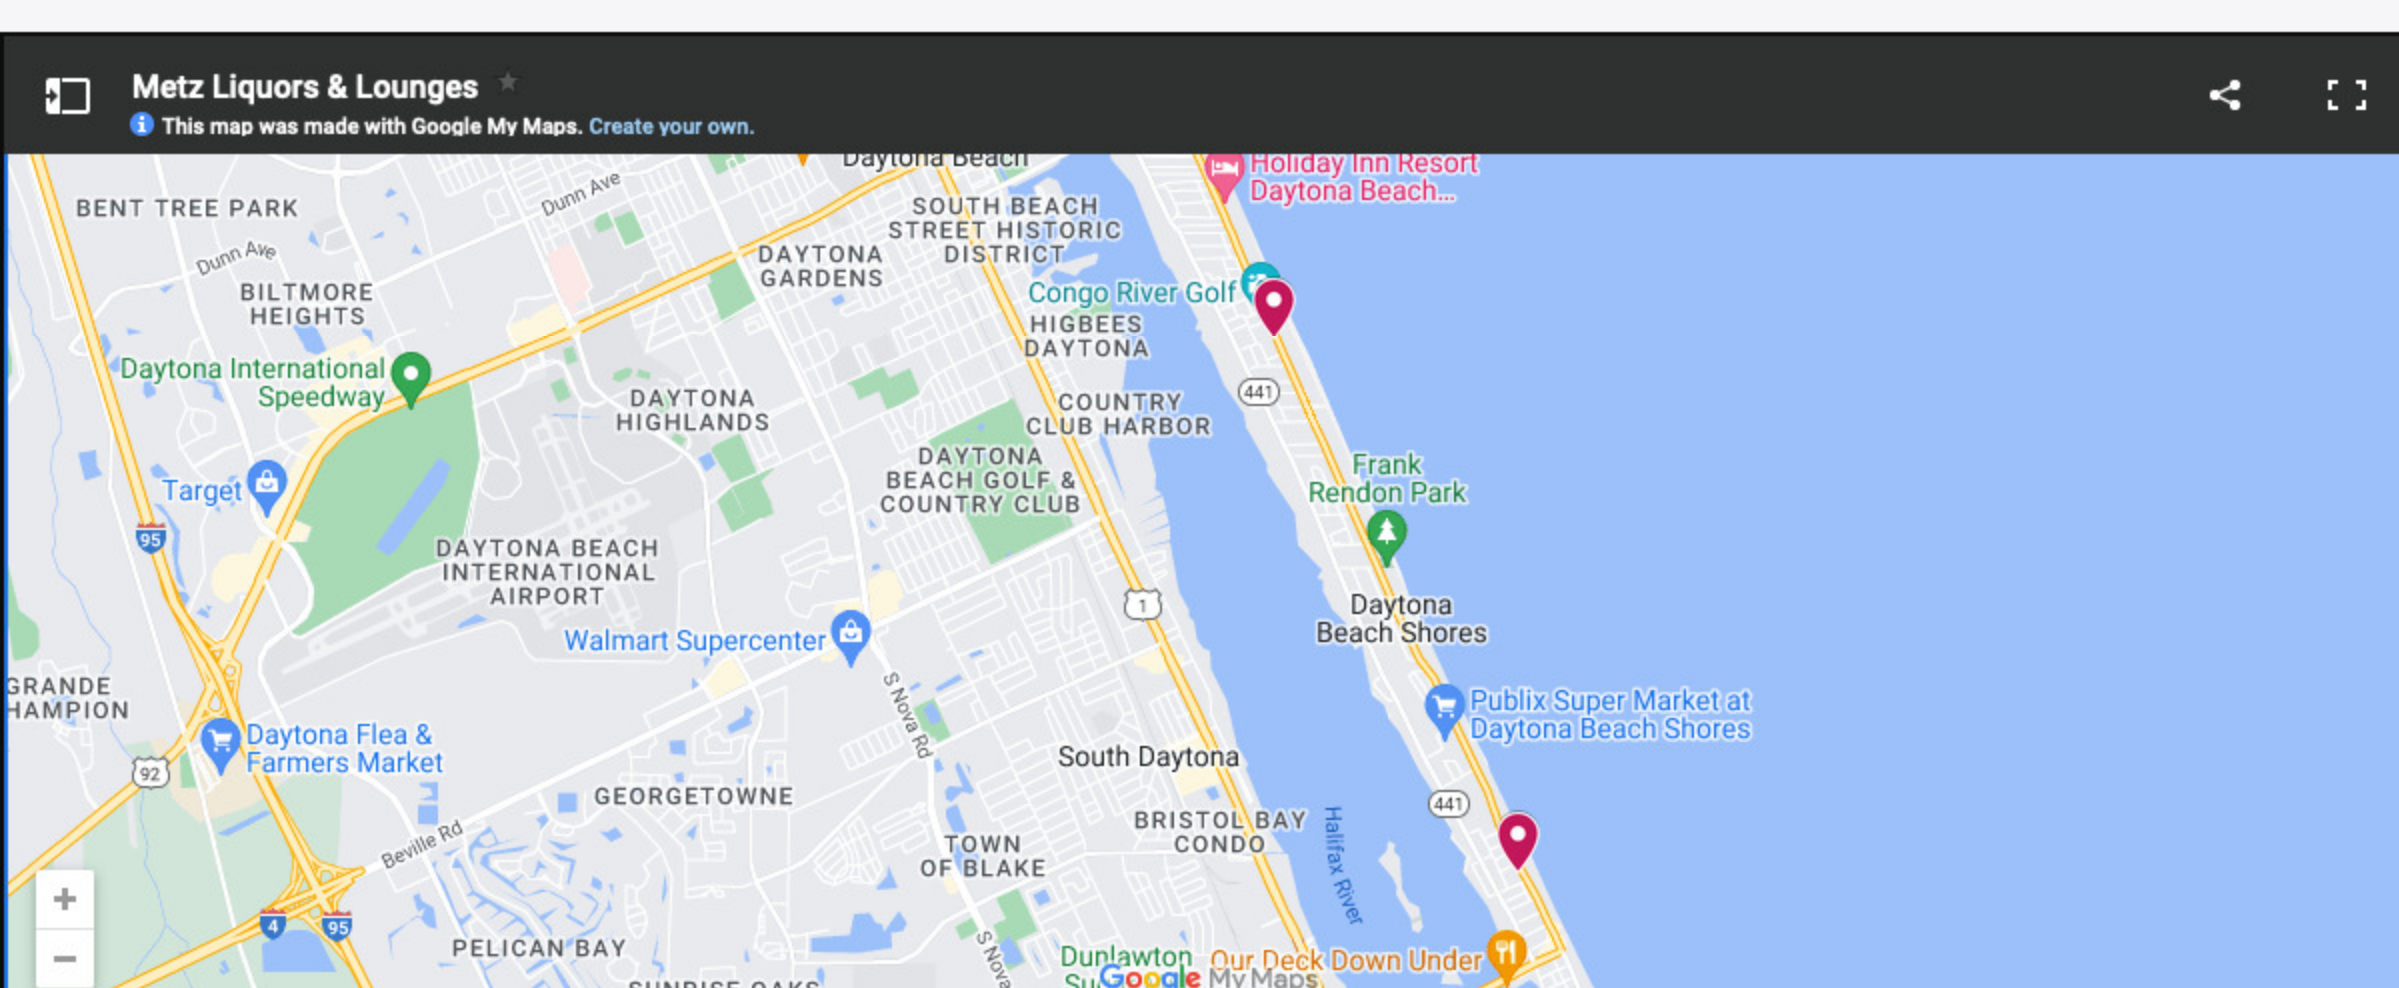 Metz Liquors & Lounges
This map was made with Google My Maps. Create your own.
Daytona Beach
Holiday Inn Resort
Daytona Beach...
Dunn Ave
BENT TREE PARK
SOUTH BEACH
STREET HISTORIC
DISTRICT
Dunn Ave
DAYTONA
GARDENS
BILTMORE
HEIGHTS
Congo River Golf
HIGBEES
DAYTONA
Daytona International
Speedway
441
DAYTONA
HIGHLANDS
COUNTRY
CLUB HARBOR
DAYTONA
BEACH GOLF &
COUNTRY CLUB
Frank
Rendon Park
Target
95
DAYTONA BEACH
INTERNATIONAL
AIRPORT
1
Daytona
Beach Shores
Walmart Supercenter
GRANDE
HAMPION
S Nova Rd
Publix Super Market at
Daytona Beach Shores
Daytona Flea &
Farmers Market
92
South Daytona
GEORGETOWNE
441
BRISTOL BAY
CONDO
Halifax River
Beville Rd
TOWN
OF BLAKE
4
95
PELICAN BAY
S Nova
Dunlawton
Su
Our Deck Down Under
Google My Maps
SUNRISE OAKS
+
−